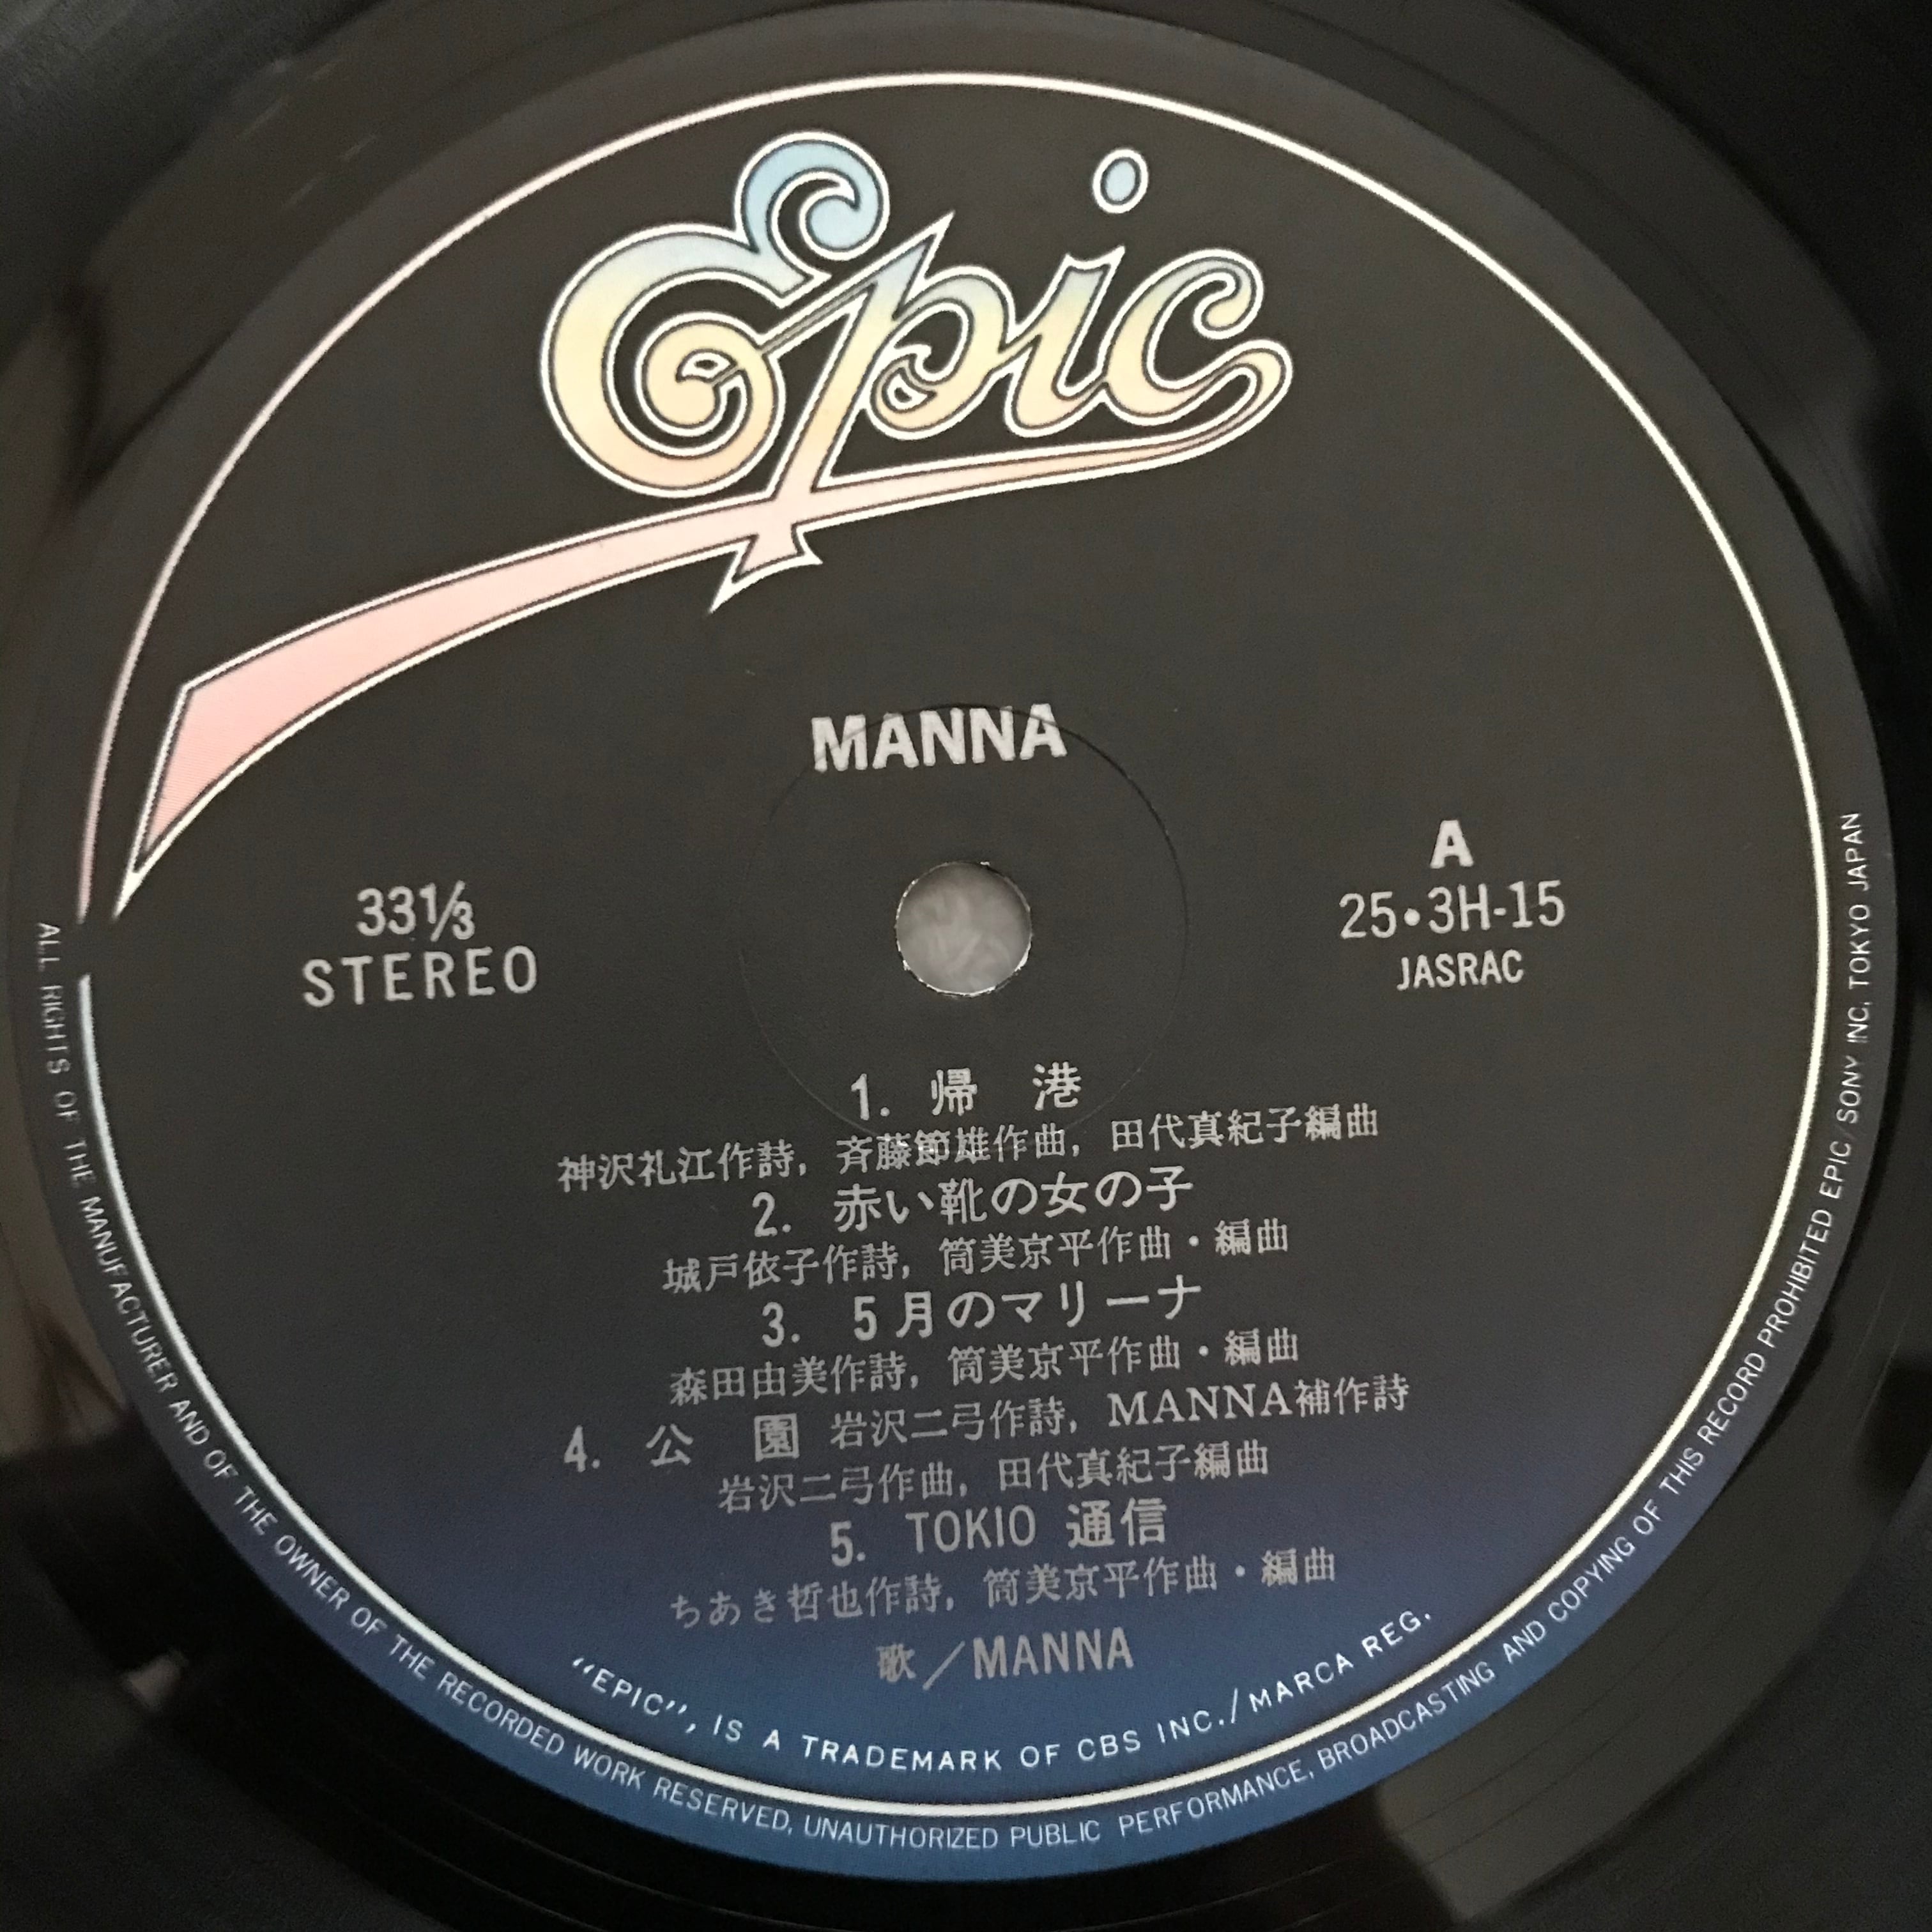 Epic
MANNA
33⅓
STEREO
A
25・3H-15
JASRAC
1. 帰 港
神沢礼江作詩, 斉藤節雄作曲, 田代真紀子編曲
2. 赤い靴の女の子
城戸依子作詩, 筒美京平作曲・編曲
3. 5月のマリーナ
森田由美作詩, 筒美京平作曲・編曲
4. 公 園 岩沢二弓作詩, MANNA補作詩
岩沢二弓作曲, 田代真紀子編曲
5. TOKIO 通信
ちあき哲也作詩, 筒美京平作曲・編曲
歌／MANNA
"EPIC", IS A TRADEMARK OF CBS INC./MARCA REG.
ALL RIGHTS OF THE MANUFACTURER AND OF THE OWNER OF THE RECORDED WORK RESERVED, UNAUTHORIZED PUBLIC PERFORMANCE, BROADCASTING AND COPYING OF THIS RECORD PROHIBITED EPIC/SONY INC. TOKYO JAPAN